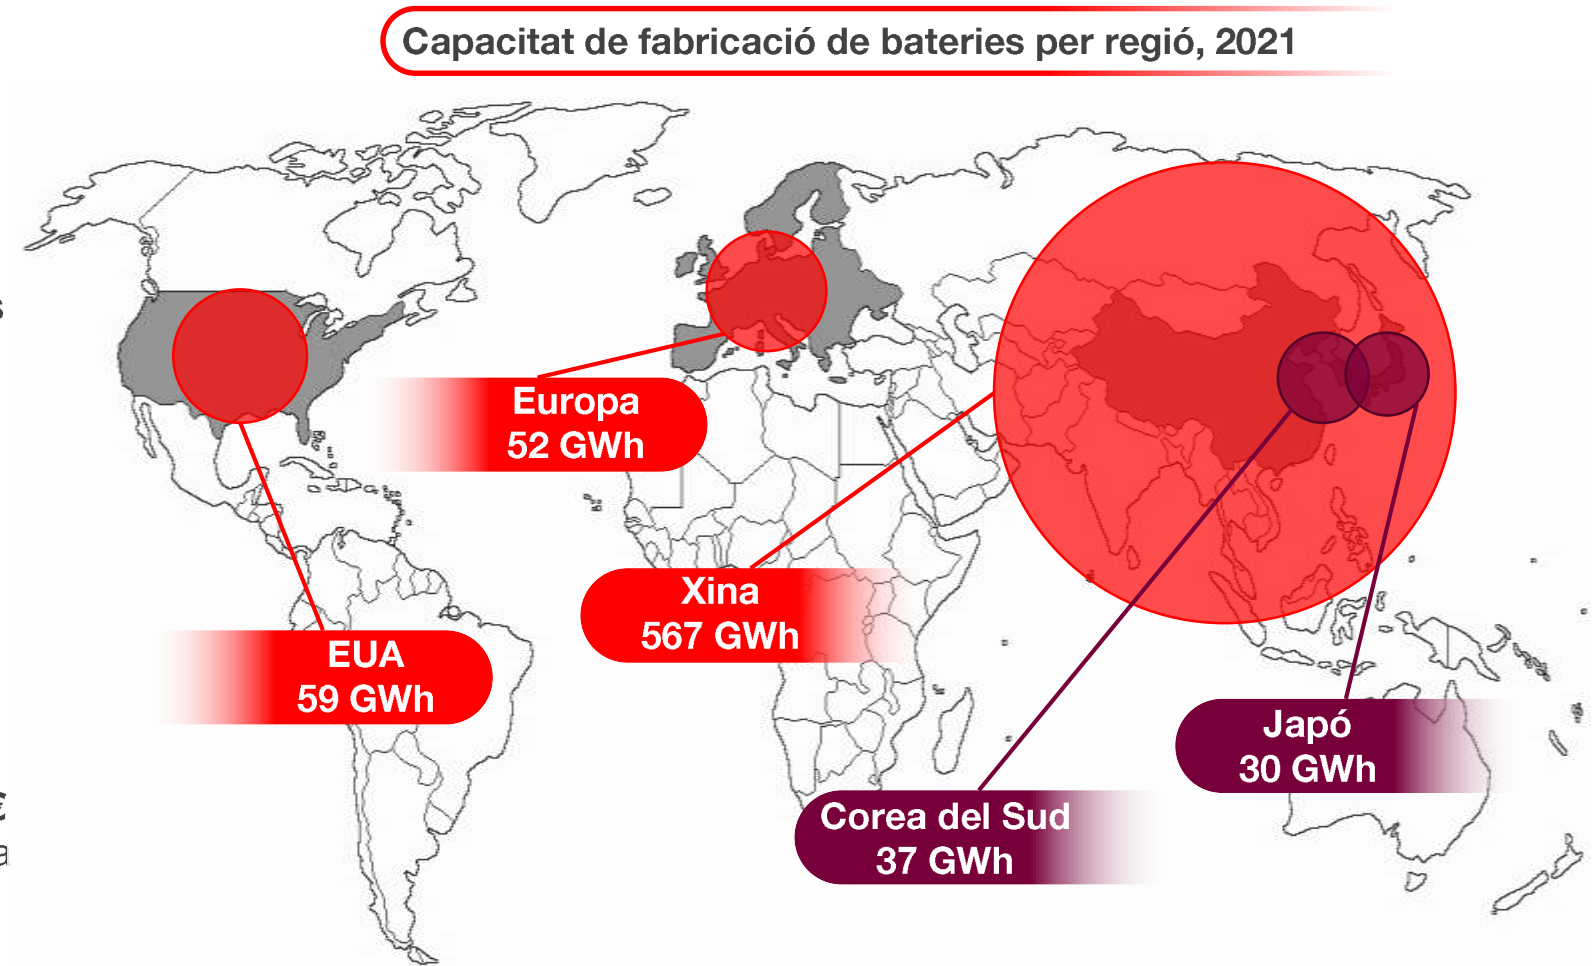 Capacitat de fabricació de bateries per regió, 2021
Europa
52 GWh
Xina
567 GWh
EUA
59 GWh
Japó
30 GWh
Corea del Sud
37 GWh